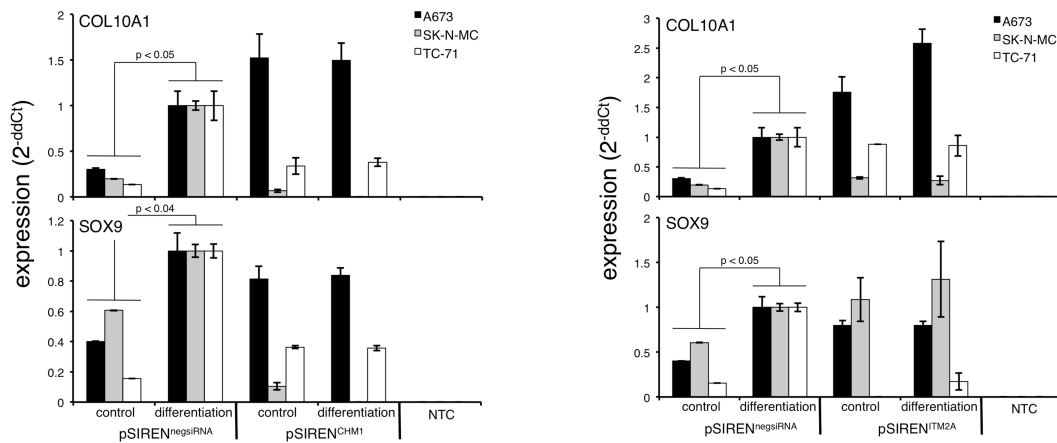 COL10A1
A673
SK-N-MC
TC-71
p < 0.05
2
1.5
1
0.5
0
SOX9
p < 0.04
1.2
1
0.8
0.6
0.4
0.2
0
expression (2-ddCt)
control differentiation control differentiation NTC
pSIRENnegsiRNA pSIRENCHM1
COL10A1
A673
SK-N-MC
TC-71
p < 0.05
3
2.5
2
1.5
1
0.5
0
SOX9
p < 0.05
2
1.5
1
0.5
0
expression (2-ddCt)
control differentiation control differentiation NTC
pSIRENnegsiRNA pSIRENITM2A